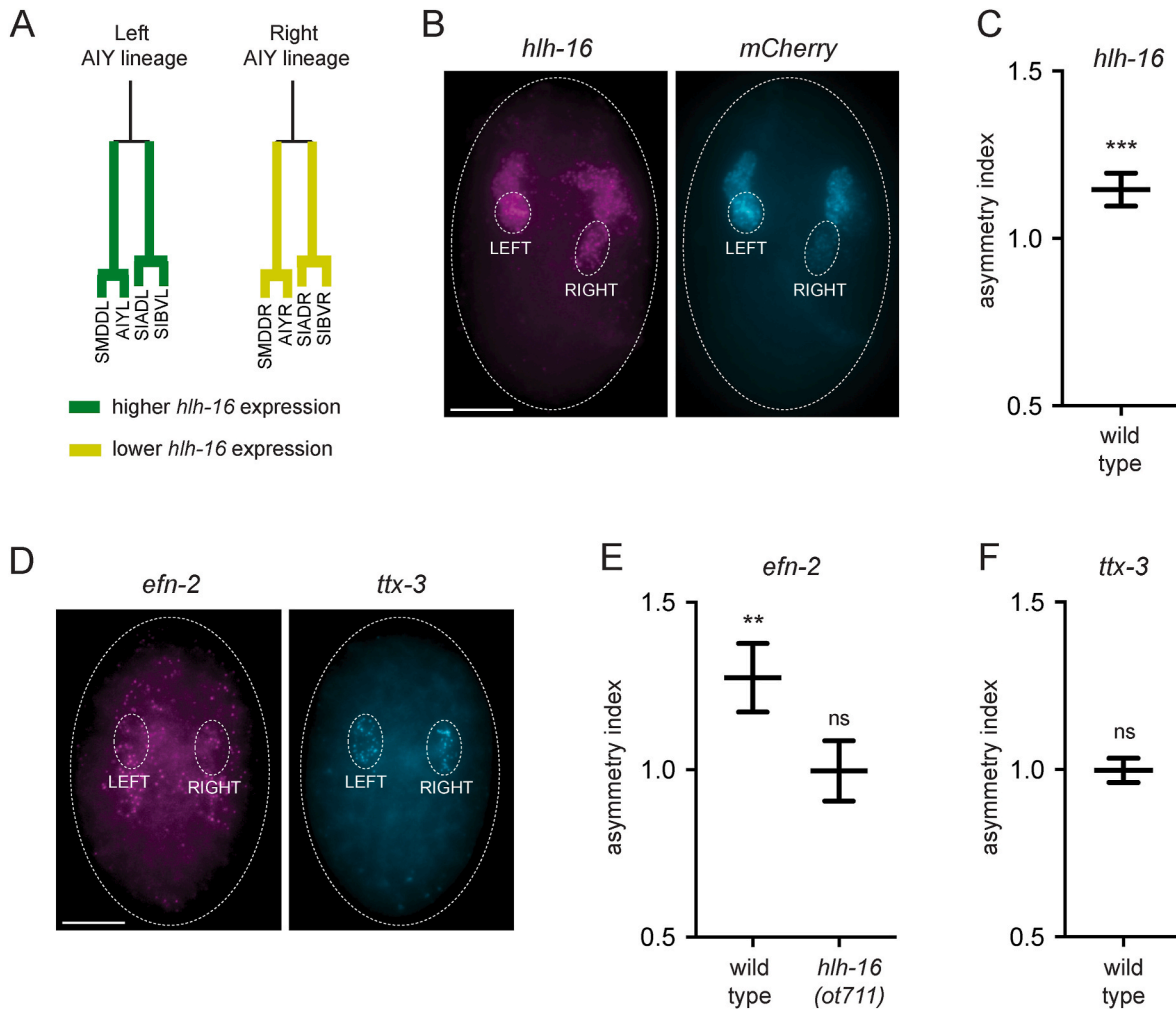 A
Left
AIY lineage
Right
AIY lineage
SMDDL
AIYL
SIADL
SIBVL
SMDDR
AIYR
SIADR
SIBVR
higher hlh-16 expression
lower hlh-16 expression
B
hlh-16
mCherry
LEFT
RIGHT
LEFT
RIGHT
C
hlh-16
asymmetry index
1.5
1.0
0.5
***
wild
type
D
efn-2
ttx-3
LEFT
RIGHT
LEFT
RIGHT
E
efn-2
asymmetry index
1.5
1.0
0.5
**
ns
wild
type
hlh-16
(ot711)
F
ttx-3
asymmetry index
1.5
1.0
0.5
ns
wild
type